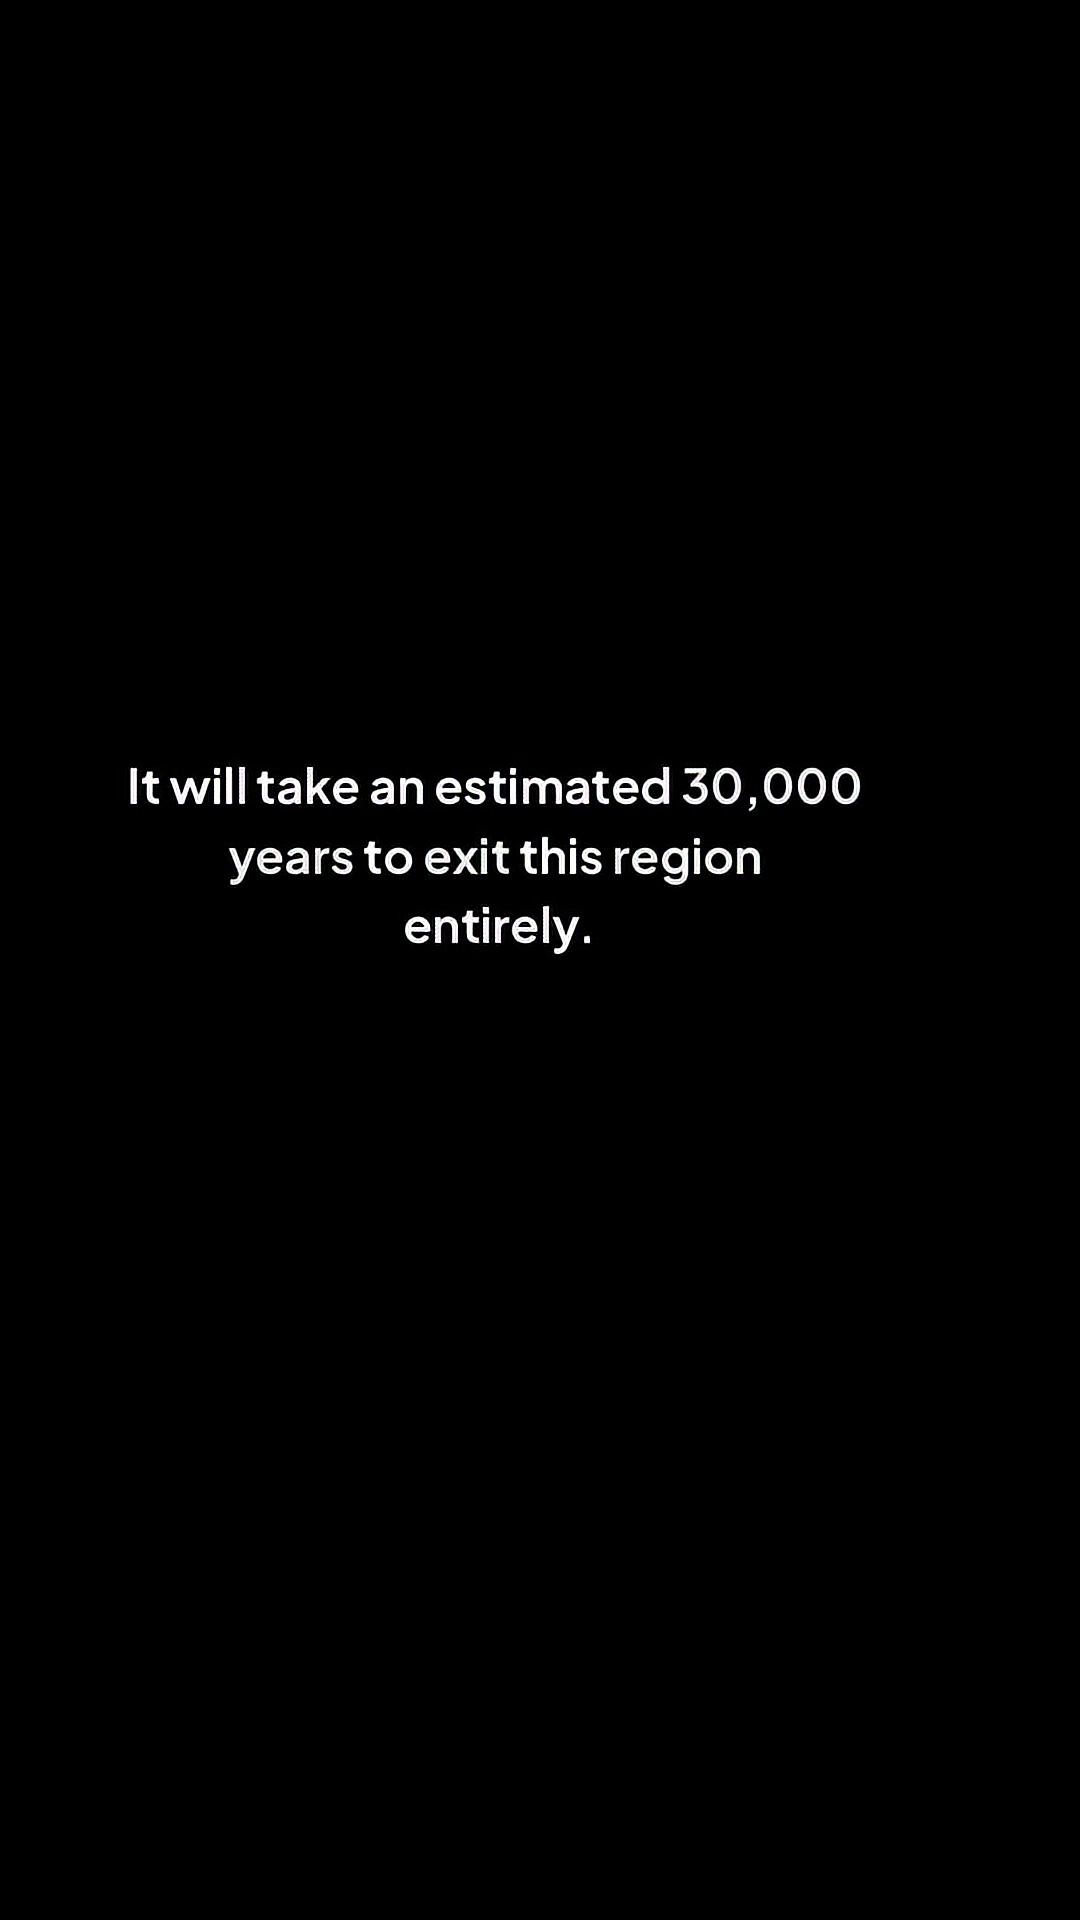 It will take an estimated 30,000
years to exit this region
entirely.